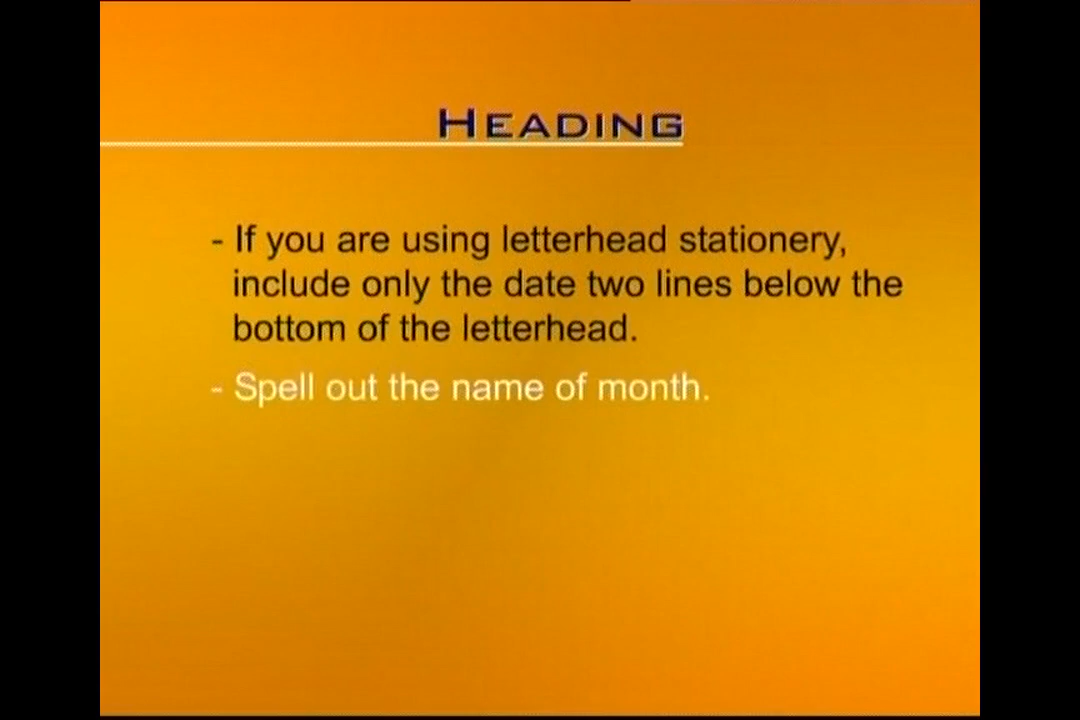 HEADING
- If you are using letterhead stationery,
include only the date two lines below the
bottom of the letterhead.
- Spell out the name of month.